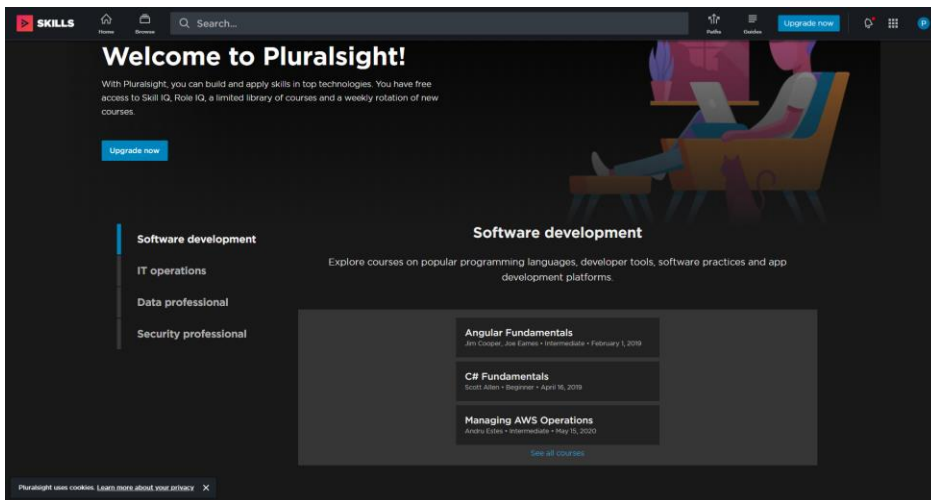 SKILLS
Home
Browse
Search...
Paths
Guides
Upgrade now
P
Welcome to Pluralsight!
With Pluralsight, you can build and apply skills in top technologies. You have free
access to Skill IQ, Role IQ, a limited library of courses and a weekly rotation of new
courses.
Upgrade now
Software development
IT operations
Data professional
Security professional
Software development
Explore courses on popular programming languages, developer tools, software practices and app
development platforms.
Angular Fundamentals
Jim Cooper, Joe Eames • Intermediate • February 1, 2019
C# Fundamentals
Scott Allen • Beginner • April 16, 2019
Managing AWS Operations
Andru Estes • Intermediate • May 15, 2020
See all courses
Pluralsight uses cookies. Learn more about your privacy X